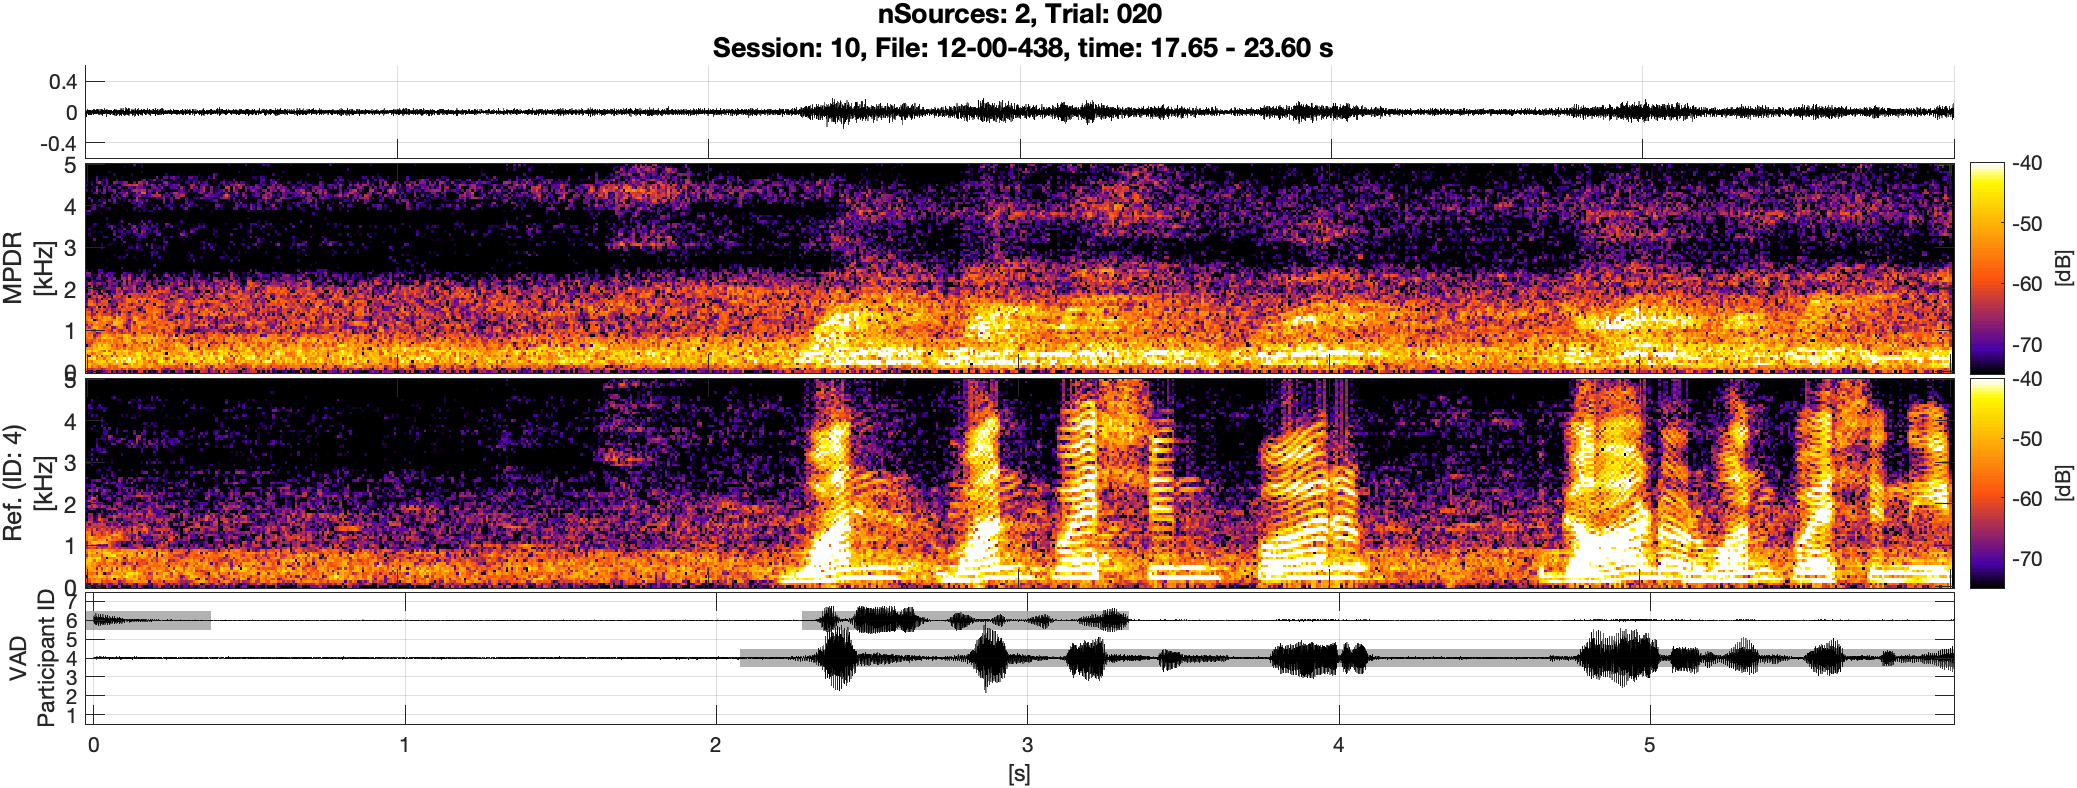 nSources: 2, Trial: 020
Session: 10, File: 12-00-438, time: 17.65 - 23.60 s
0.4
0
-0.4
MPDR
[kHz]
5
4
3
2
1
0
-40
-50
-60
-70
[dB]
Ref. (ID: 4)
[kHz]
5
4
3
2
1
0
-40
-50
-60
-70
[dB]
VAD
Participant ID
7
6
5
4
3
2
1
0 1 2 3 4 5
[s]